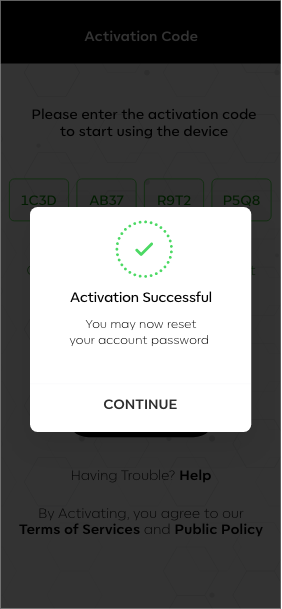 Activation Code
Please enter the activation code
to start using the device
1C3D AB37 R9T2 P5Q8
Activation Successful
You may now reset
your account password
CONTINUE
Having Trouble? Help
By Activating, you agree to our
Terms of Services and Public Policy